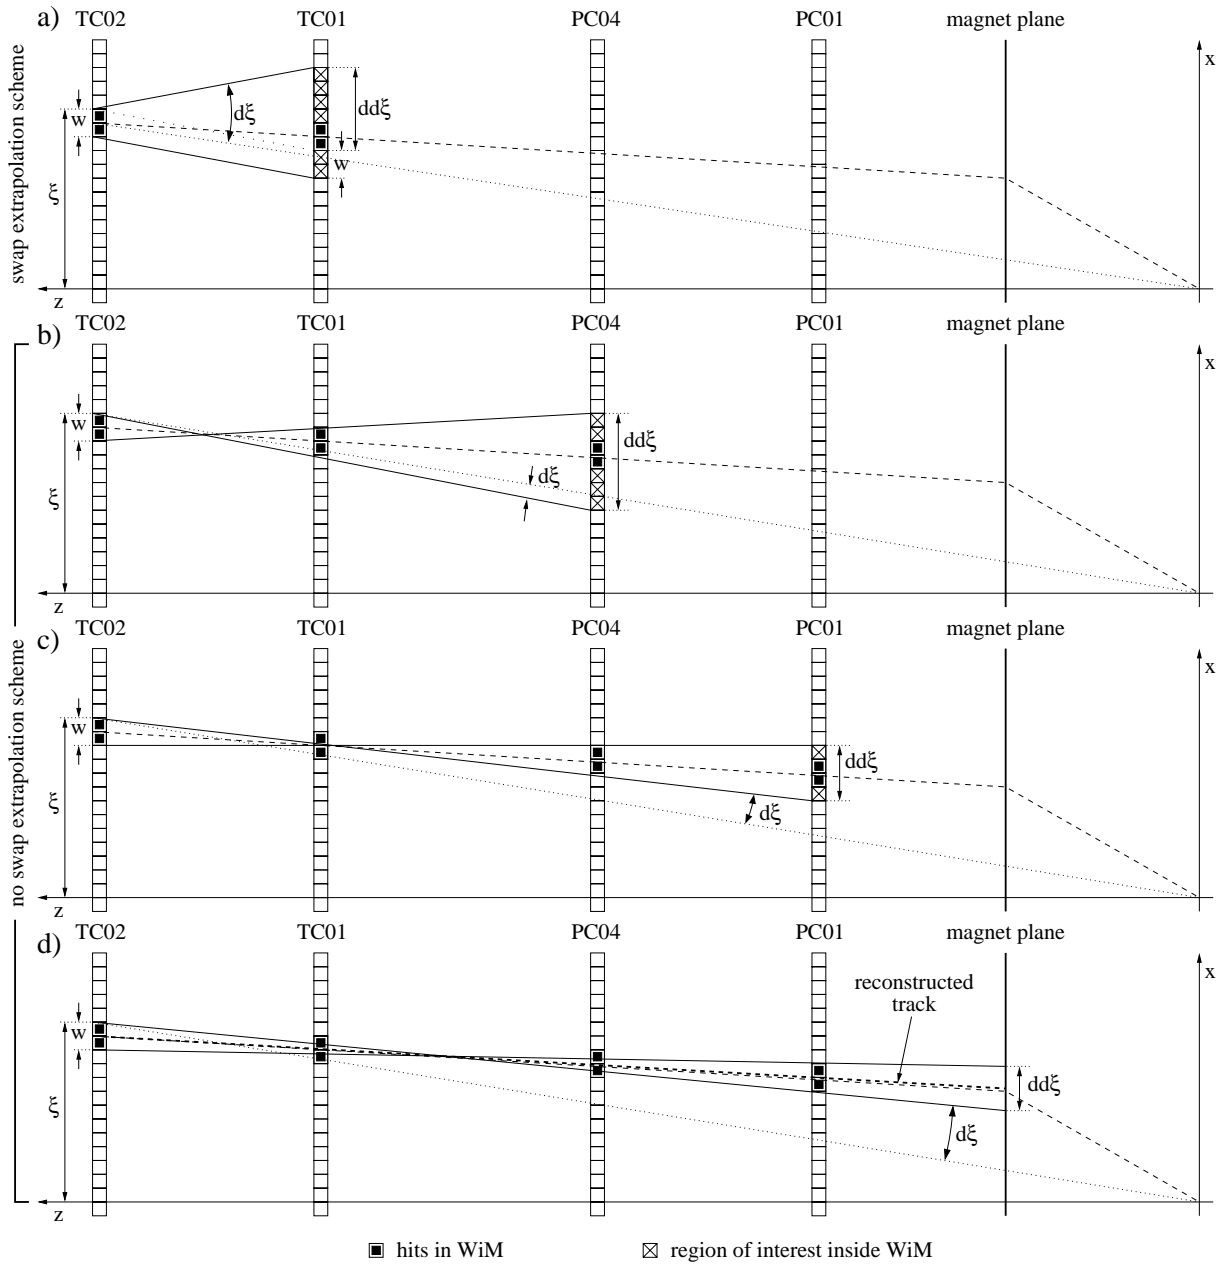 a)
TC02
TC01
PC04
PC01
magnet plane
x
swap extrapolation scheme
w
dξ
ddξ
w
ξ
z
b)
TC02
TC01
PC04
PC01
magnet plane
x
w
ddξ
dξ
ξ
z
no swap extrapolation scheme
c)
TC02
TC01
PC04
PC01
magnet plane
x
w
ddξ
dξ
ξ
z
d)
TC02
TC01
PC04
PC01
magnet plane
x
reconstructed
track
w
ddξ
ξ
dξ
z
hits in WiM
region of interest inside WiM